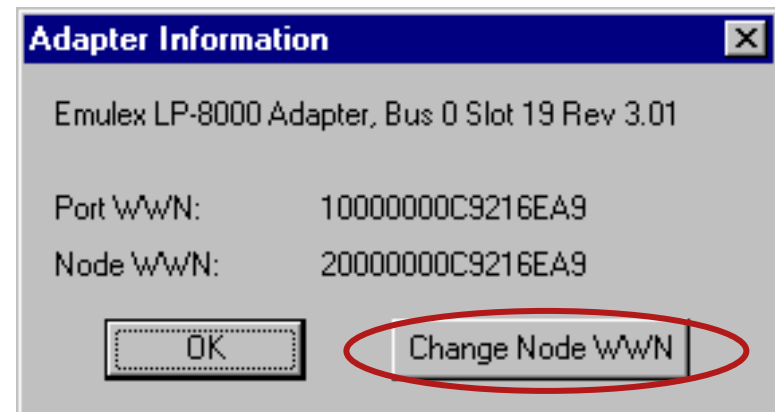 Adapter Information
Emulex LP-8000 Adapter, Bus 0 Slot 19 Rev 3.01
Port WWN: 10000000C9216EA9
Node WWN: 20000000C9216EA9
OK Change Node WWN